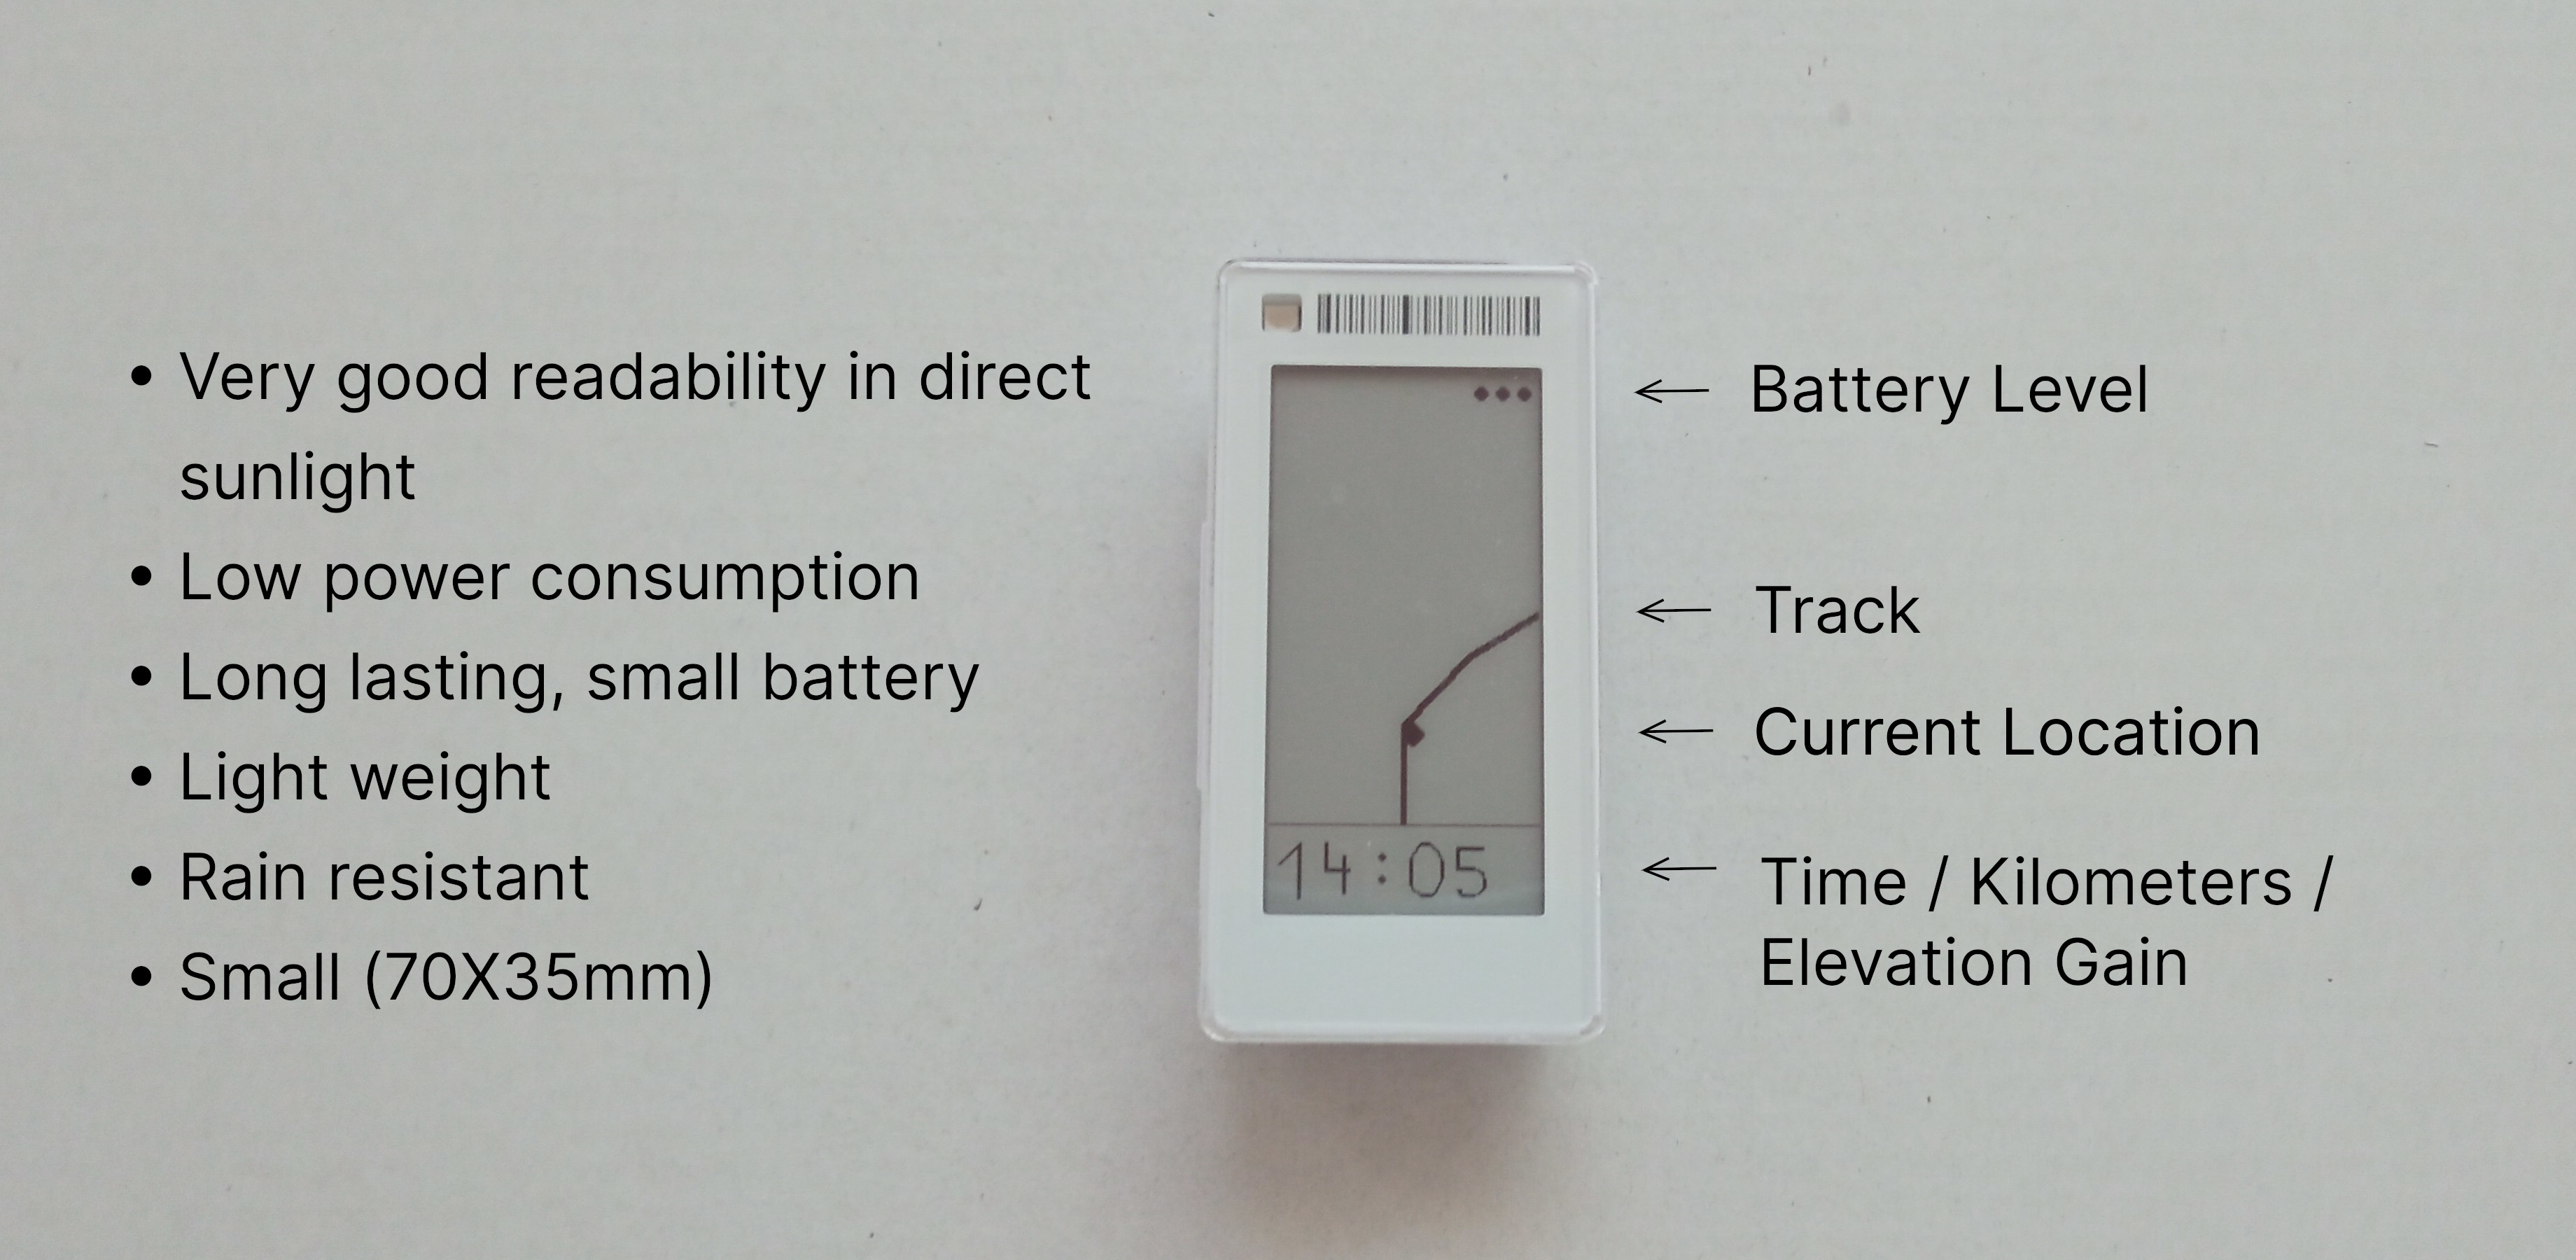 • Very good readability in direct
sunlight
• Low power consumption
• Long lasting, small battery
• Light weight
• Rain resistant
• Small (70X35mm)
14:05
Battery Level
Track
Current Location
Time / Kilometers /
Elevation Gain